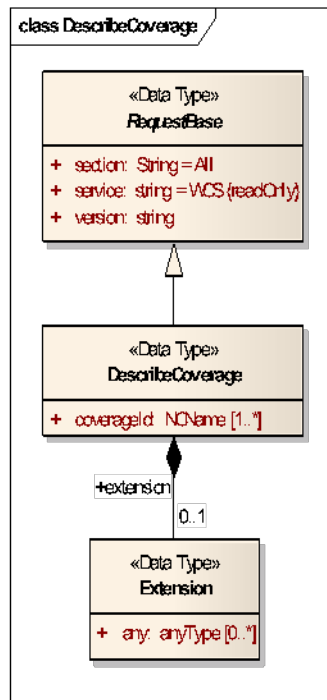 class DescribeCoverage
«Data Type»
RequestBase
+ section: String = All
+ service: string = WCS {readOnly}
+ version: string
«Data Type»
DescribeCoverage
+ coverageId: NCName [1..*]
+extension
0..1
«Data Type»
Extension
+ any: anyType [0..*]